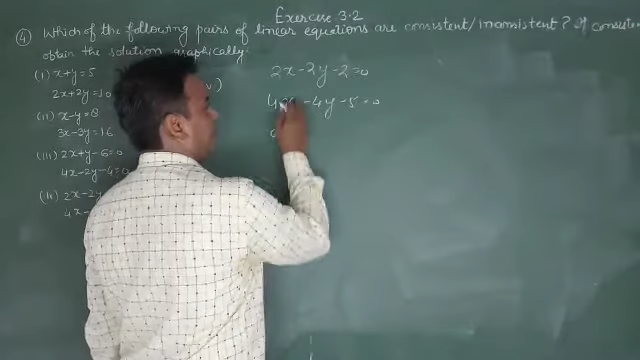 Exercise 3.2
(4) Which of the following pairs of linear equations are consistent/inconsistent? If consisten
obtain the solution graphically:
(i) x+y=5
2x+2y=10
(ii) x-y=8
3x-3y=16
(iii) 2x+y-6=0
4x-2y-4=0
(iv) 2x-2y
4x-
v)
2x-2y-2=0
4x-4y-5=0